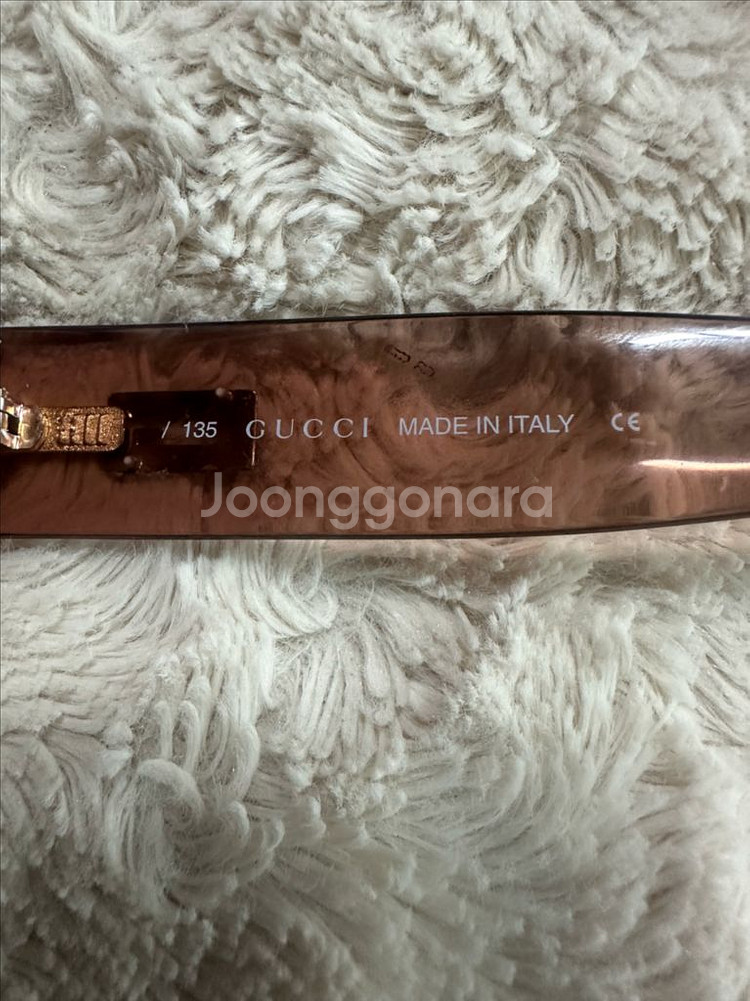 / 135 GUCCI MADE IN ITALY CE
Joonggonara